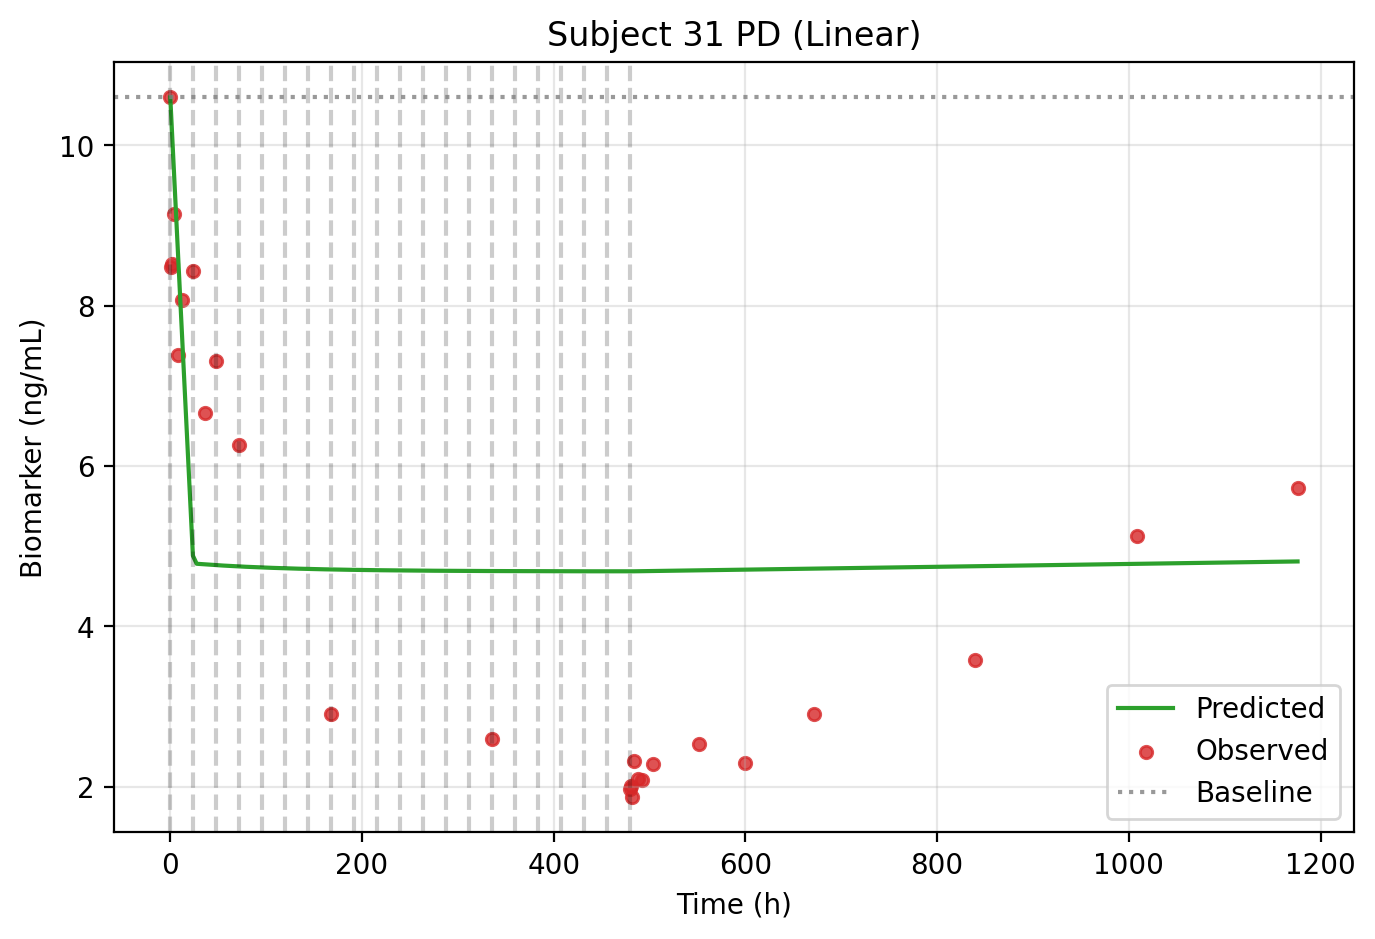 Subject 31 PD (Linear)
Biomarker (ng/mL)
10
8
6
4
2
Predicted
Observed
Baseline
0
200
400
600
800
1000
1200
Time (h)